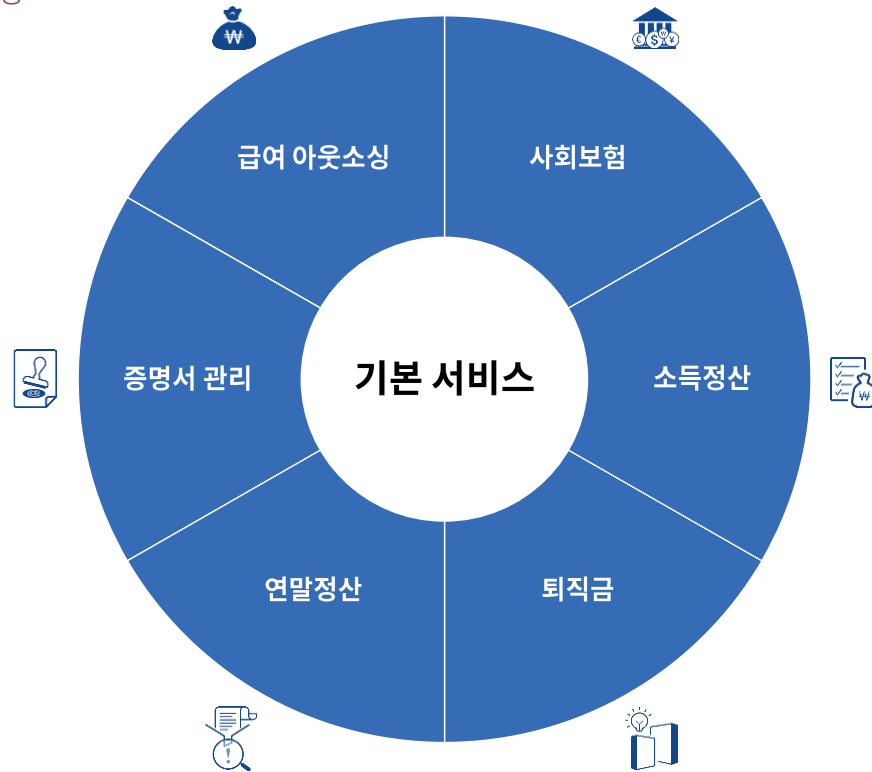 급여 아웃소싱
사회보험
증명서 관리
기본 서비스
소득정산
연말정산
퇴직금